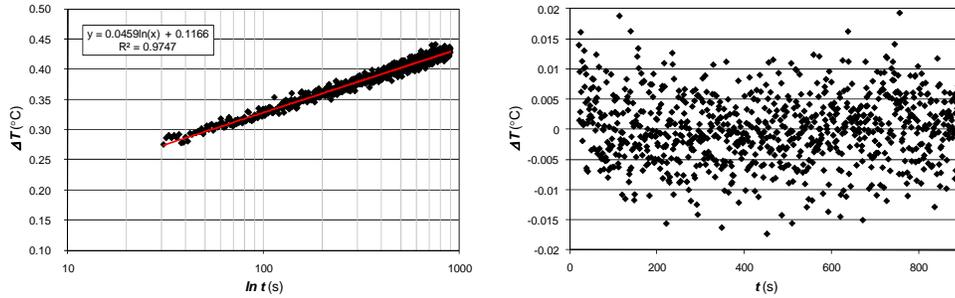 0.50
0.45
0.40
0.35
0.30
0.25
0.20
0.15
0.10
ΔT (°C)
y = 0.0459ln(x) + 0.1166
R² = 0.9747
10 100 1000
ln t (s)
0.02
0.015
0.01
0.005
0
-0.005
-0.01
-0.015
-0.02
ΔT (°C)
0 200 400 600 800
t (s)